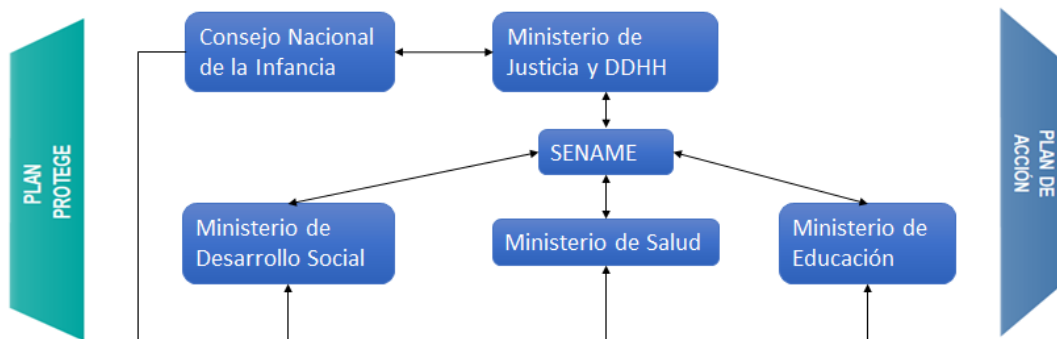 PLAN
PROTEGE
Consejo Nacional
de la Infancia
Ministerio de
Justicia y DDHH
SENAME
Ministerio de
Desarrollo Social
Ministerio de Salud
Ministerio de
Educación
PLAN DE
ACCIÓN